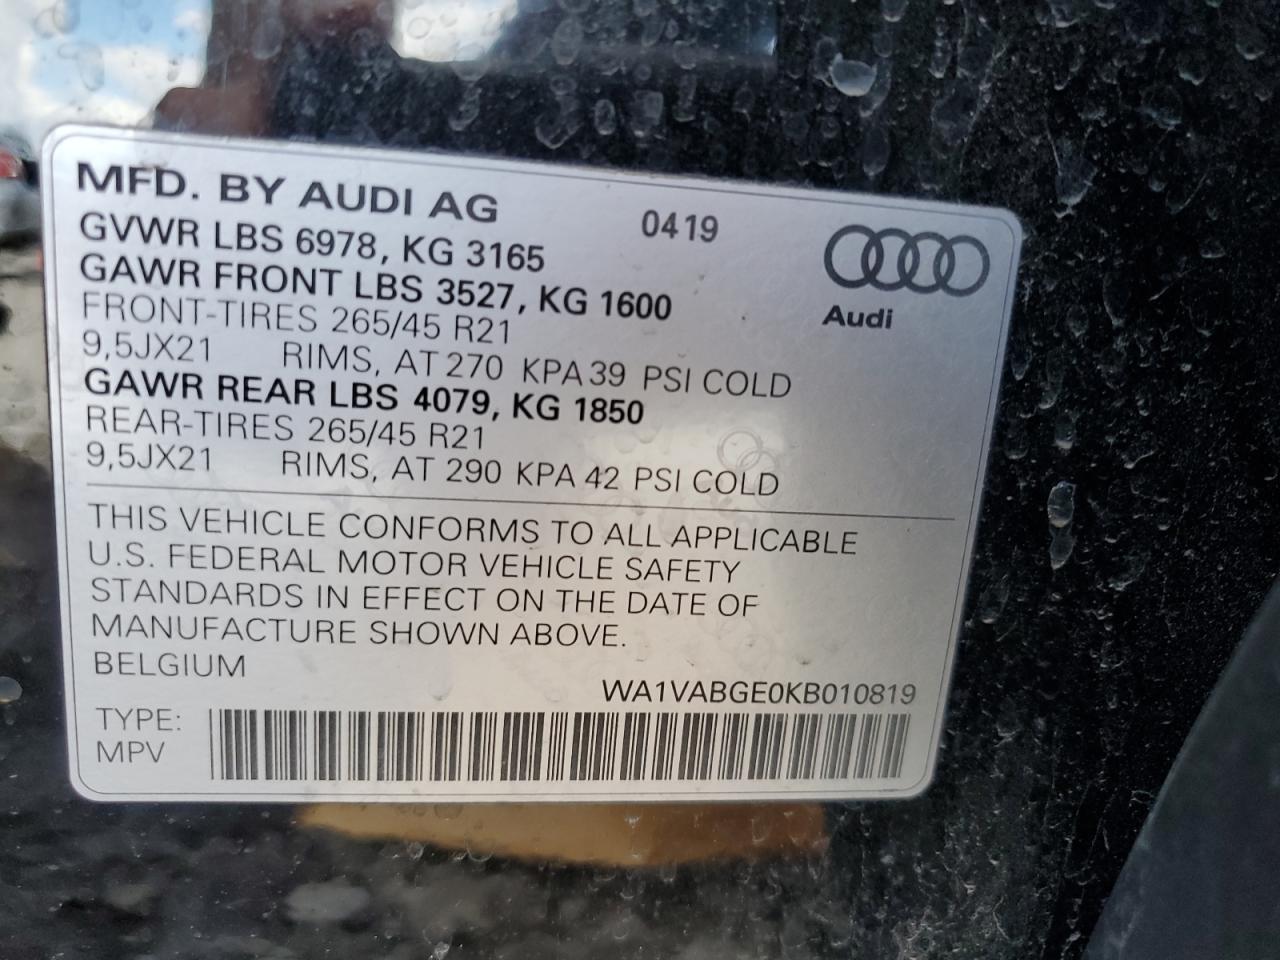 MFD. BY AUDI AG 0419
GVWR LBS 6978, KG 3165
GAWR FRONT LBS 3527, KG 1600
Audi
FRONT-TIRES 265/45 R21
9,5JX21 RIMS, AT 270 KPA 39 PSI COLD
GAWR REAR LBS 4079, KG 1850
REAR-TIRES 265/45 R21
9,5JX21 RIMS, AT 290 KPA 42 PSI COLD
THIS VEHICLE CONFORMS TO ALL APPLICABLE
U.S. FEDERAL MOTOR VEHICLE SAFETY
STANDARDS IN EFFECT ON THE DATE OF
MANUFACTURE SHOWN ABOVE.
BELGIUM
WA1VABGE0KB010819
TYPE:
MPV